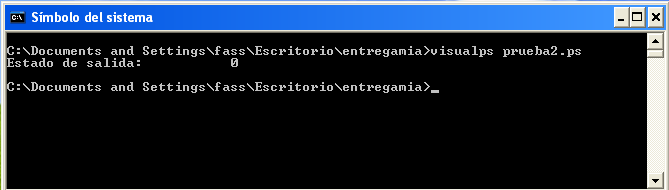 Símbolo del sistema
C:\Documents and Settings\fass\Escritorio\entregamia>visualps prueba2.ps
Estado de salida: 0
C:\Documents and Settings\fass\Escritorio\entregamia>_